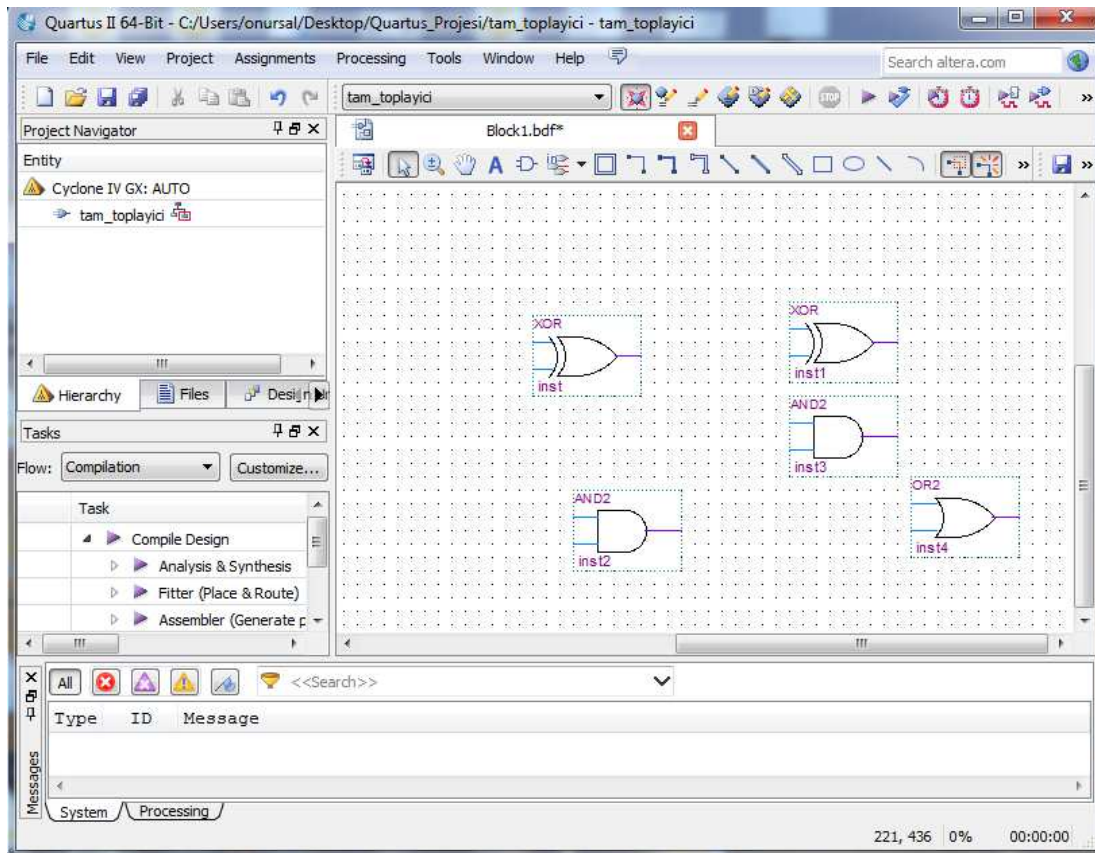 Quartus II 64-Bit - C:/Users/onursal/Desktop/Quartus_Projesi/tam_toplayici - tam_toplayici
File Edit View Project Assignments Processing Tools Window Help
Search altera.com
tam_toplayici
Project Navigator
Block1.bdf*
Entity
Cyclone IV GX: AUTO
tam_toplayici
XOR
inst
XOR
inst1
AND2
inst3
AND2
inst2
OR2
inst4
Hierarchy Files
Tasks
Flow: Compilation Customize...
Task
Compile Design
Analysis & Synthesis
Fitter (Place & Route)
Assembler (Generate p
All <<Search>>
Type ID Message
Messages
System Processing
221, 436 0% 00:00:00